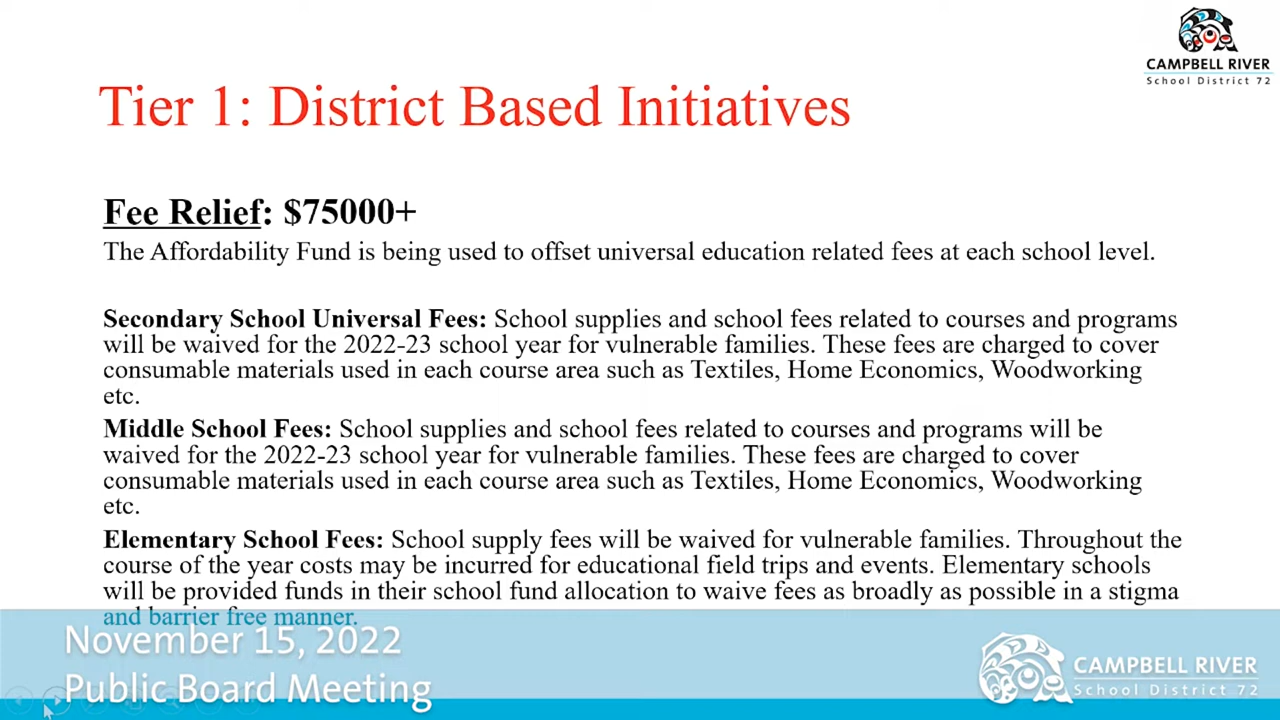 CAMPBELL RIVER
School District 72
Tier 1: District Based Initiatives
Fee Relief: $75000+
The Affordability Fund is being used to offset universal education related fees at each school level.
Secondary School Universal Fees: School supplies and school fees related to courses and programs
will be waived for the 2022-23 school year for vulnerable families. These fees are charged to cover
consumable materials used in each course area such as Textiles, Home Economics, Woodworking
etc.
Middle School Fees: School supplies and school fees related to courses and programs will be
waived for the 2022-23 school year for vulnerable families. These fees are charged to cover
consumable materials used in each course area such as Textiles, Home Economics, Woodworking
etc.
Elementary School Fees: School supply fees will be waived for vulnerable families. Throughout the
course of the year costs may be incurred for educational field trips and events. Elementary schools
will be provided funds in their school fund allocation to waive fees as broadly as possible in a stigma
and barrier free manner.
November 15, 2022
Public Board Meeting
CAMPBELL RIVER
School District 72